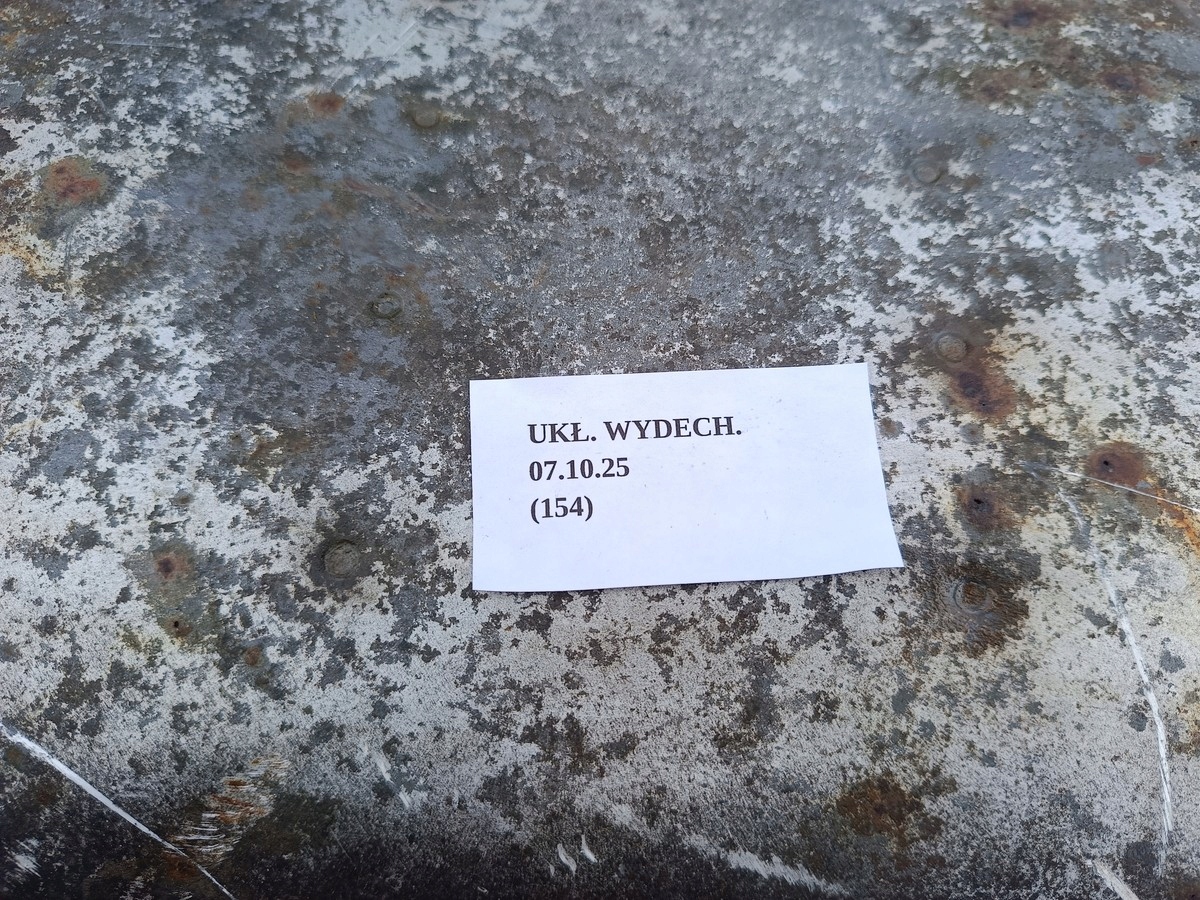 UKŁ. WYDECH.
07.10.25
(154)